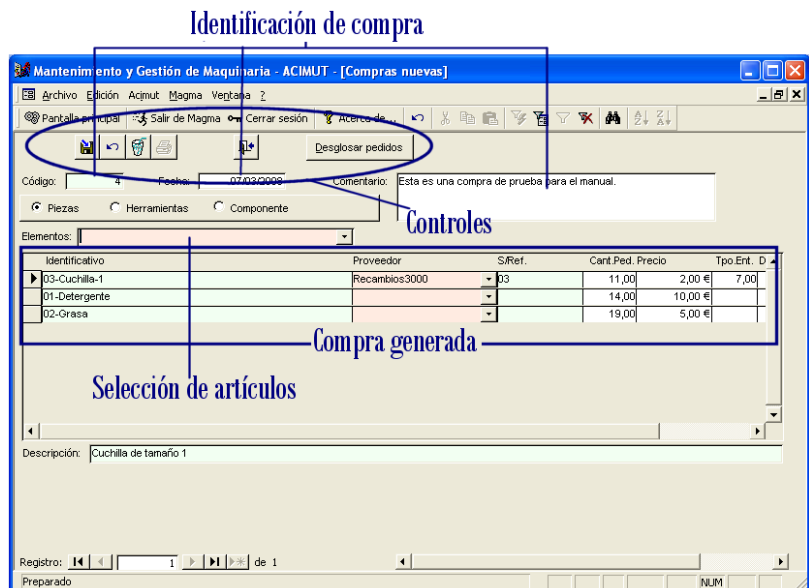 Identificación de compra
Mantenimiento y Gestión de Maquinaria - ACIMUT - [Compras nuevas]
Archivo Edición Acimut Magma Ventana ?
Pantalla principal Salir de Magma Cerrar sesión Acerca de...
Desglosar pedidos
Código: 4 Fecha: 07/03/2008 Comentario: Esta es una compra de prueba para el manual.
Piezas Herramientas Componente
Controles
Elementos:
Identificativo Proveedor S/Ref. Cant.Ped. Precio Tpo.Ent. D
03-Cuchilla-1 Recambios3000 03 11,00 2,00 € 7,00
01-Detergente 14,00 10,00 €
02-Grasa 19,00 5,00 €
Compra generada
Selección de artículos
Descripción: Cuchilla de tamaño 1
Registro: 1 de 1
Preparado NUM